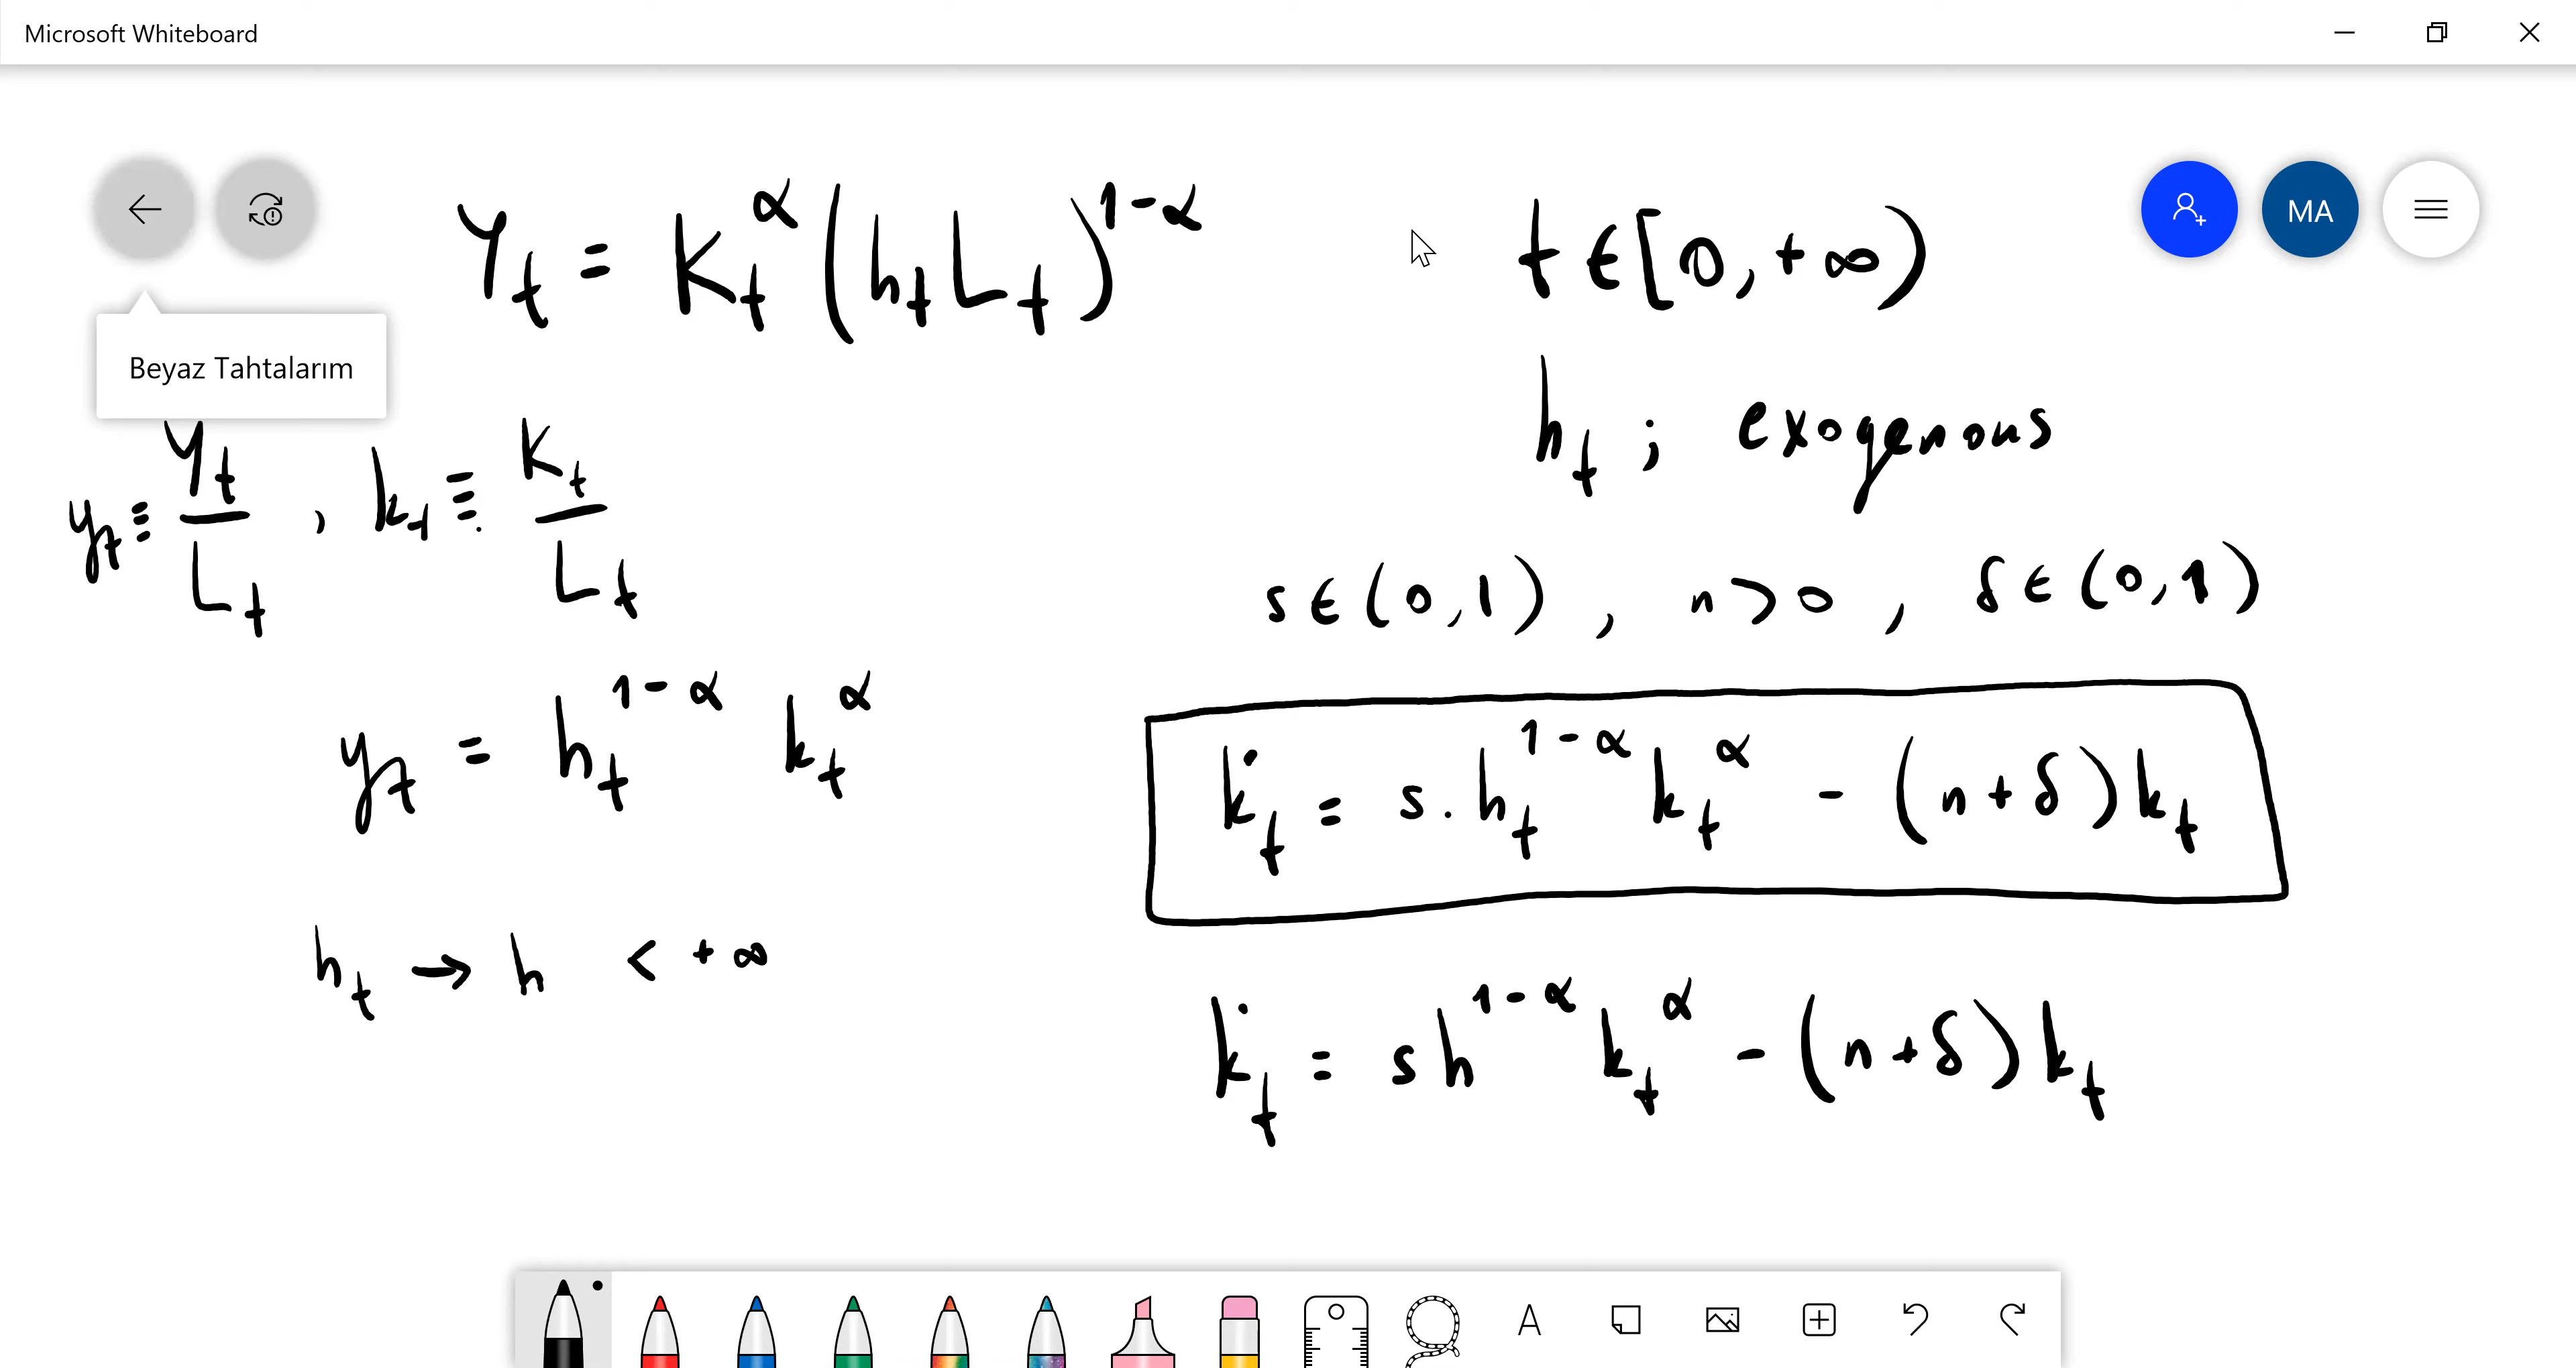 Microsoft Whiteboard
MA
Beyaz Tahtalarım
Y_t = K_t^α (h_t L_t)^{1-α}
t ∈ [0, +∞)
h_t ; exogenous
y_t ≡ Y_t / L_t , k_t ≡ K_t / L_t
s ∈ (0, 1) , n > 0 , δ ∈ (0, 1)
y_t = h_t^{1-α} k_t^α
k̇_t = s . h_t^{1-α} k_t^α - (n + δ) k_t
h_t → h < +∞
k̇_t = s h^{1-α} k_t^α - (n + δ) k_t
A